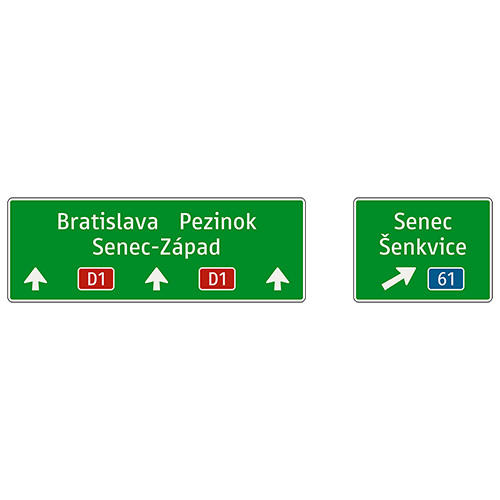 Bratislava Pezinok
Senec-Západ
D1 D1
Senec
Šenkvice
61